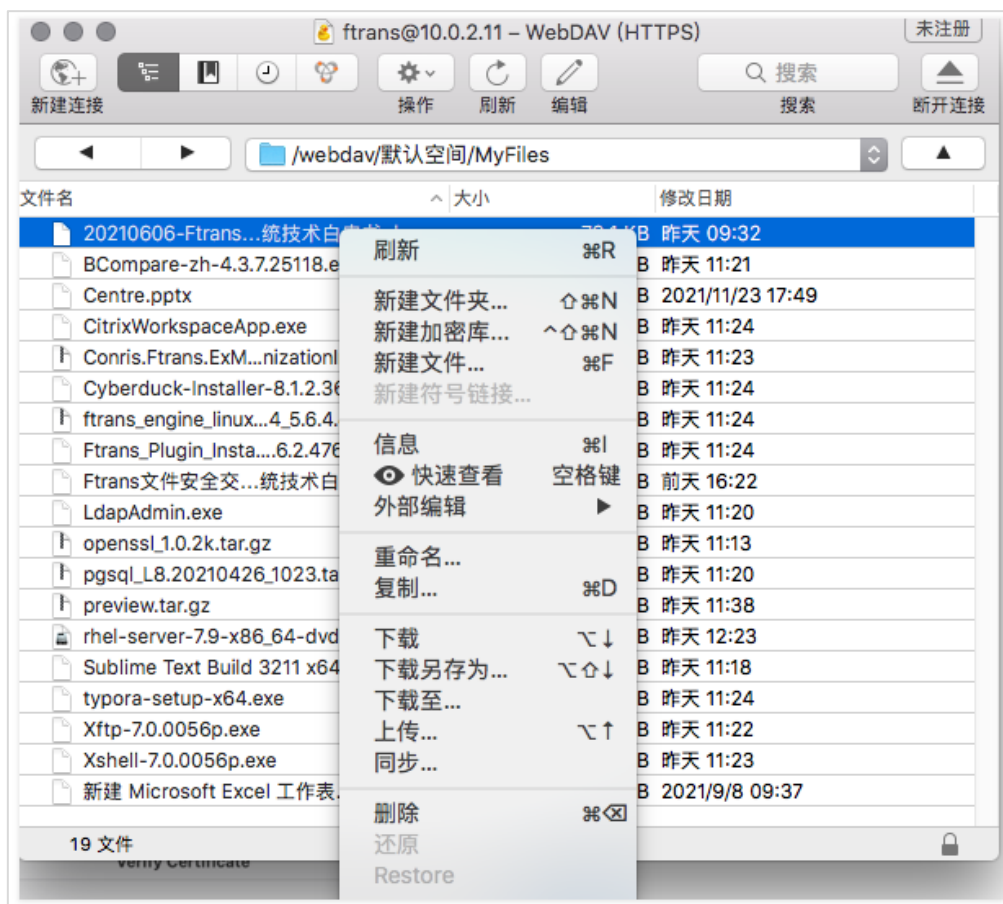 ftrans@10.0.2.11 – WebDAV (HTTPS)
未注册
搜索
新建连接
操作
刷新
编辑
搜索
断开连接
/webdav/默认空间/MyFiles
文件名
大小
修改日期
20210606-Ftrans...统技术白 KB 昨天 09:32
BCompare-zh-4.3.7.25118.e B 昨天 11:21
Centre.pptx B 2021/11/23 17:49
CitrixWorkspaceApp.exe B 昨天 11:24
Conris.Ftrans.ExM...nizationI B 昨天 11:23
Cyberduck-Installer-8.1.2.36 B 昨天 11:24
ftrans_engine_linux...4_5.6.4. B 昨天 11:24
Ftrans_Plugin_Insta....6.2.476 B 昨天 11:24
Ftrans文件安全交...统技术白 B 前天 16:22
LdapAdmin.exe B 昨天 11:20
openssl_1.0.2k.tar.gz B 昨天 11:13
pgsql_L8.20210426_1023.ta B 昨天 11:20
preview.tar.gz B 昨天 11:38
rhel-server-7.9-x86_64-dvd B 昨天 12:23
Sublime Text Build 3211 x64 B 昨天 11:18
typora-setup-x64.exe B 昨天 11:24
Xftp-7.0.0056p.exe B 昨天 11:22
Xshell-7.0.0056p.exe B 昨天 11:23
新建 Microsoft Excel 工作表. B 2021/9/8 09:37
刷新 ⌘R
新建文件夹... ⇧⌘N
新建加密库... ^⇧⌘N
新建文件... ⌘F
新建符号链接...
信息 ⌘I
快速查看 空格键
外部编辑 ▶
重命名...
复制... ⌘D
下载 ⌥↓
下载另存为... ⌥⇧↓
下载至...
上传... ⌥↑
同步...
删除 ⌘⌫
还原
Restore
19 文件
Verify Certificate